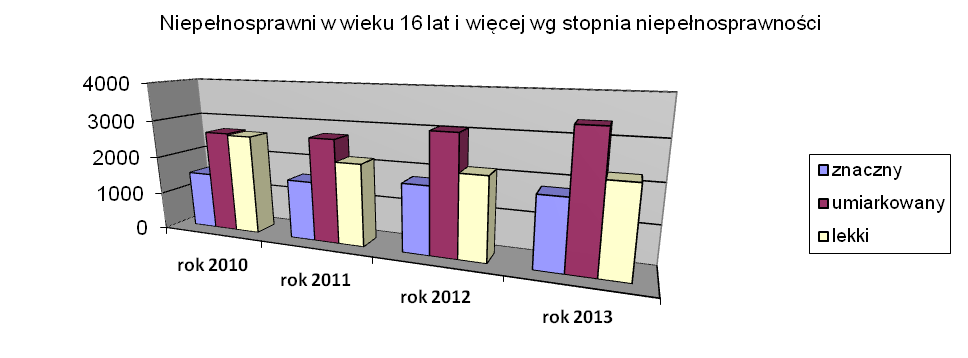 Niepełnosprawni w wieku 16 lat i więcej wg stopnia niepełnosprawności
4000
3000
2000
1000
0
rok 2010
rok 2011
rok 2012
rok 2013
znaczny
umiarkowany
lekki